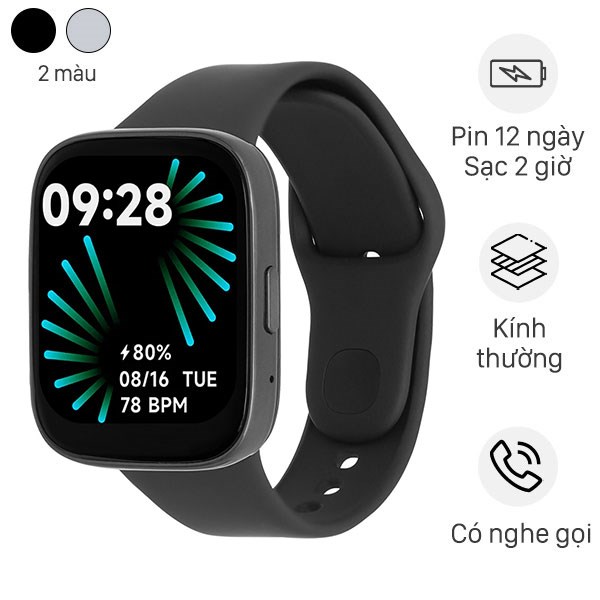 2 màu
09:28
80%
08/16 TUE
78 BPM
Pin 12 ngày
Sạc 2 giờ
Kính
thường
Có nghe gọi